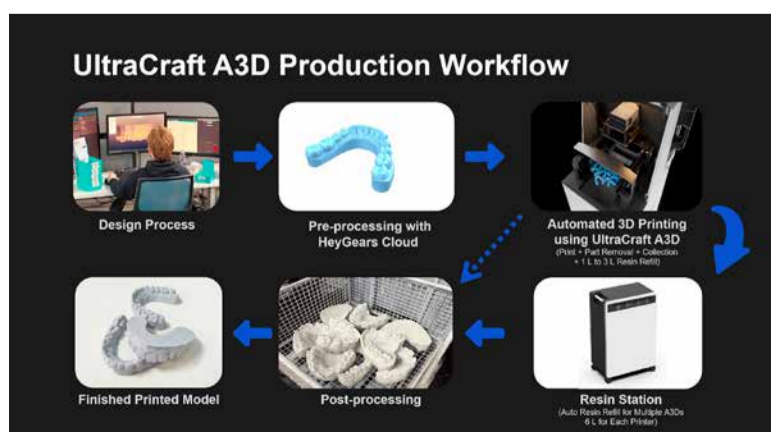 UltraCraft A3D Production Workflow
Design Process
Pre-processing with
HeyGears Cloud
Automated 3D Printing
using UltraCraft A3D
(Print + Part Removal + Collection
+ 1 L to 3 L Resin Refill)
Finished Printed Model
Post-processing
Resin Station
(Auto Resin Refill for Multiple A3Ds
6 L for Each Printer)